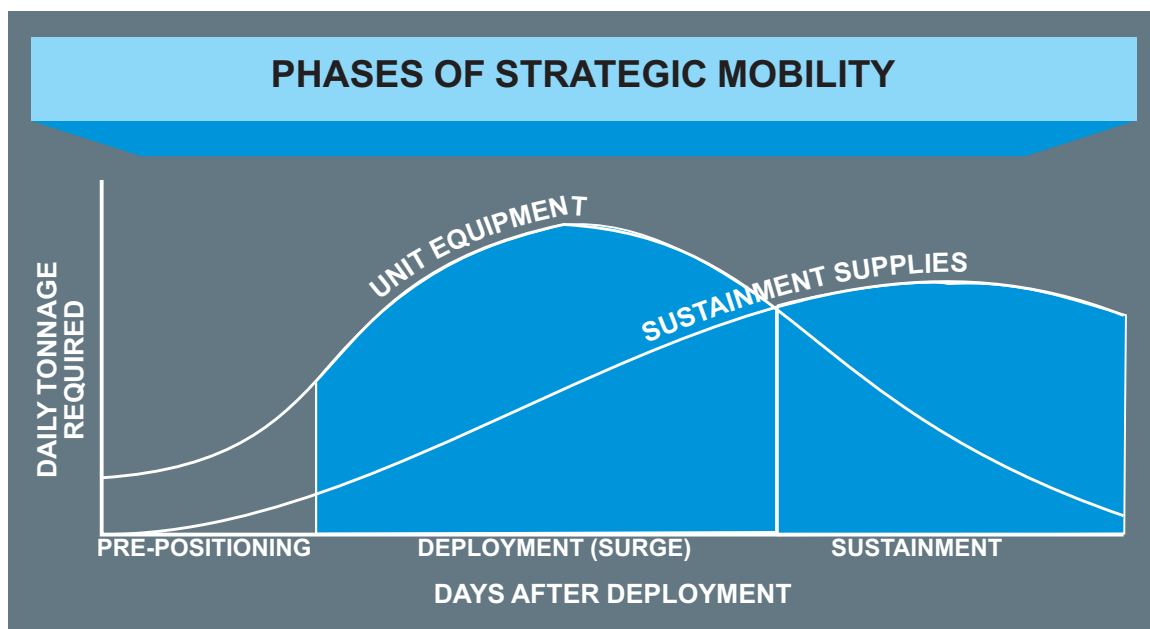 PHASES OF STRATEGIC MOBILITY
UNIT EQUIPMENT
SUSTAINMENT SUPPLIES
DAILY TONNAGE
REQUIRED
PRE-POSITIONING
DEPLOYMENT (SURGE)
SUSTAINMENT
DAYS AFTER DEPLOYMENT